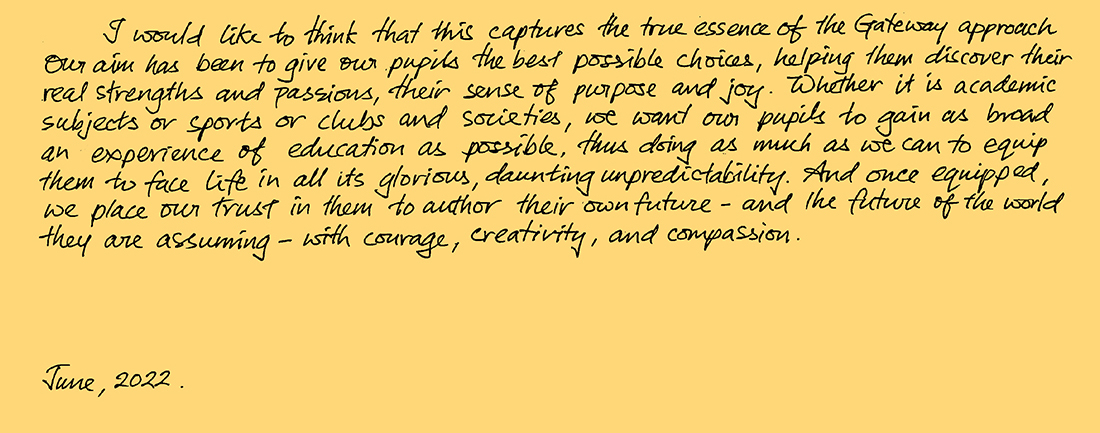 I would like to think that this captures the true essence of the Gateway approach
Our aim has been to give our pupils the best possible choices, helping them discover their
real strengths and passions, their sense of purpose and joy. Whether it is academic
subjects or sports or clubs and societies, we want our pupils to gain as broad
an experience of education as possible, thus doing as much as we can to equip
them to face life in all its glorious, daunting unpredictability. And once equipped,
we place our trust in them to author their own future - and the future of the world
they are assuming - with courage, creativity, and compassion.
June, 2022.